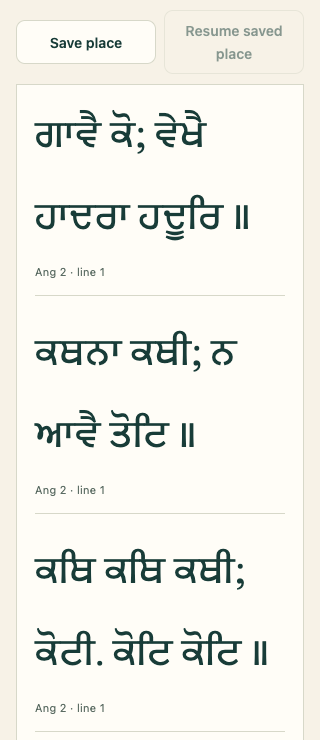 Save place
Resume saved
place
ਗਾਵੈ ਕੋ; ਵੇਖੈ
ਹਾਦਰਾ ਹਦੂਰਿ ॥
Ang 2 · line 1
ਕਥਨਾ ਕਥੀ; ਨ
ਆਵੈ ਤੋਟਿ ॥
Ang 2 · line 1
ਕਥਿ ਕਥਿ ਕਥੀ;
ਕੋਟੀ. ਕੋਟਿ ਕੋਟਿ ॥
Ang 2 · line 1